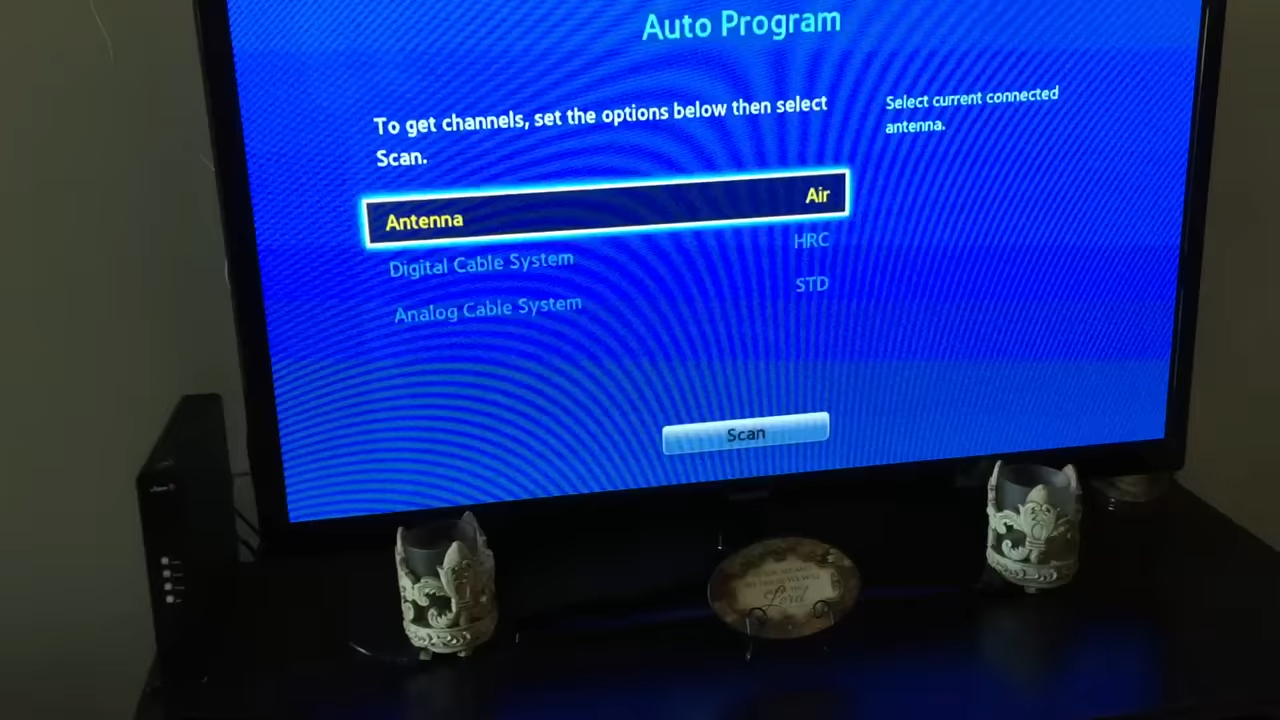 Auto Program
To get channels, set the options below then select
Scan.
Select current connected
antenna.
Antenna Air
Digital Cable System HRC
Analog Cable System STD
Scan
Lord